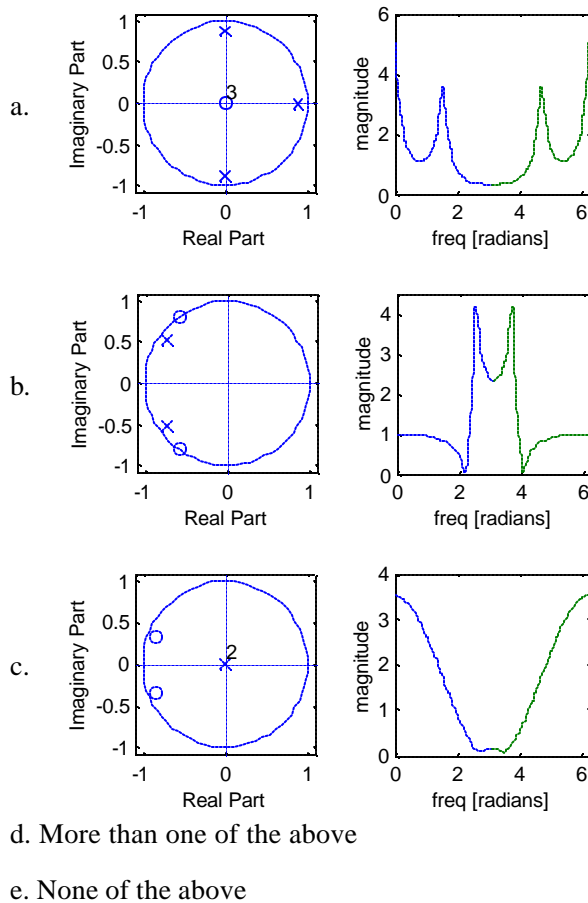 a.
Imaginary Part
1
0.5
0
-0.5
-1
3
-1 0 1
Real Part
magnitude
6
4
2
0
0 2 4 6
freq [radians]
b.
Imaginary Part
1
0.5
0
-0.5
-1
-1 0 1
Real Part
magnitude
4
3
2
1
0
0 2 4 6
freq [radians]
c.
Imaginary Part
1
0.5
0
-0.5
-1
2
-1 0 1
Real Part
magnitude
4
3
2
1
0
0 2 4 6
freq [radians]
d. More than one of the above
e. None of the above